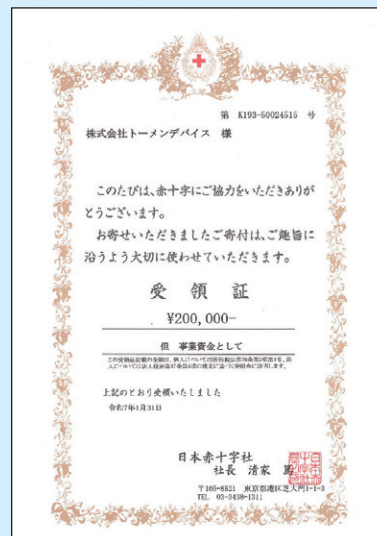 第 K193-50024515 号
株式会社トーメンデバイス 様
このたびは、赤十字にご協力をいただきありが
とうございます。
お寄せいただきましたご寄付は、ご趣旨に
沿うよう大切に使わせていただきます。
受領証
¥200,000-
但 事業資金として
上記のとおり受領いたしました
令和7年1月31日
日本赤十字社
社長 清家 篤
〒105-8521 東京都港区芝大門1-1-3
TEL 03-3438-1311